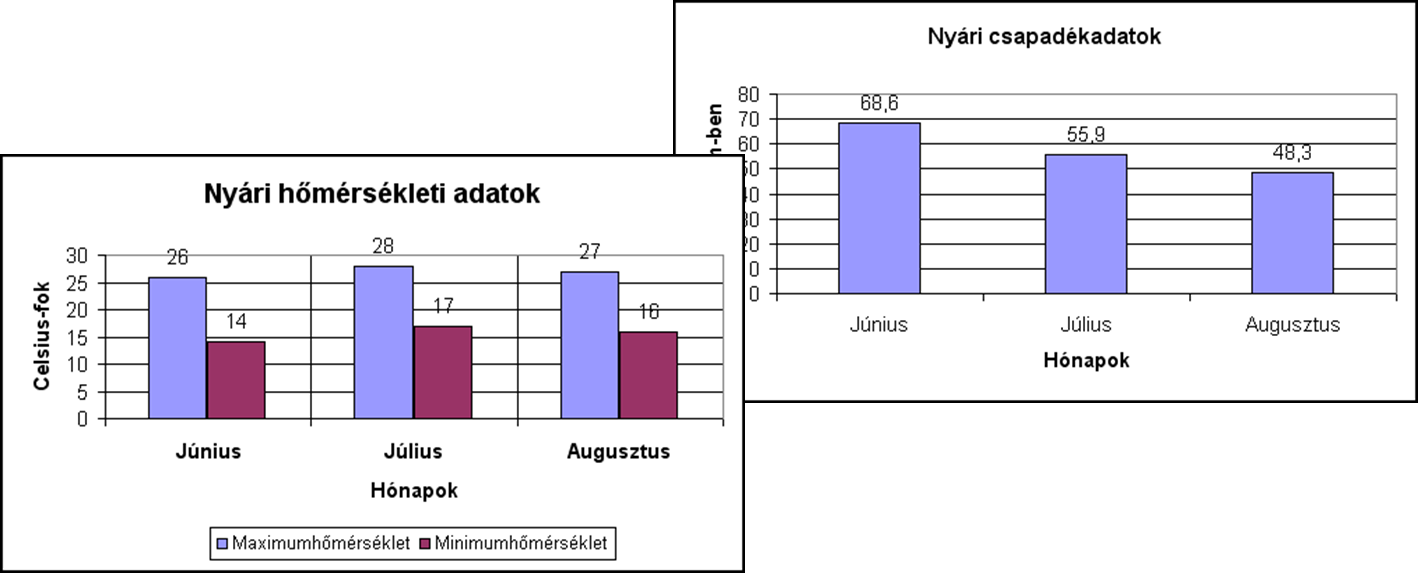 Nyári csapadékadatok
80
70
60
68,6
55,9
48,3
Június
Július
Augusztus
Hónapok
Nyári hőmérsékleti adatok
Celsius-fok
30
25
20
15
10
5
0
26
14
28
17
27
16
Június
Július
Augusztus
Hónapok
Maximumhőmérséklet
Minimumhőmérséklet